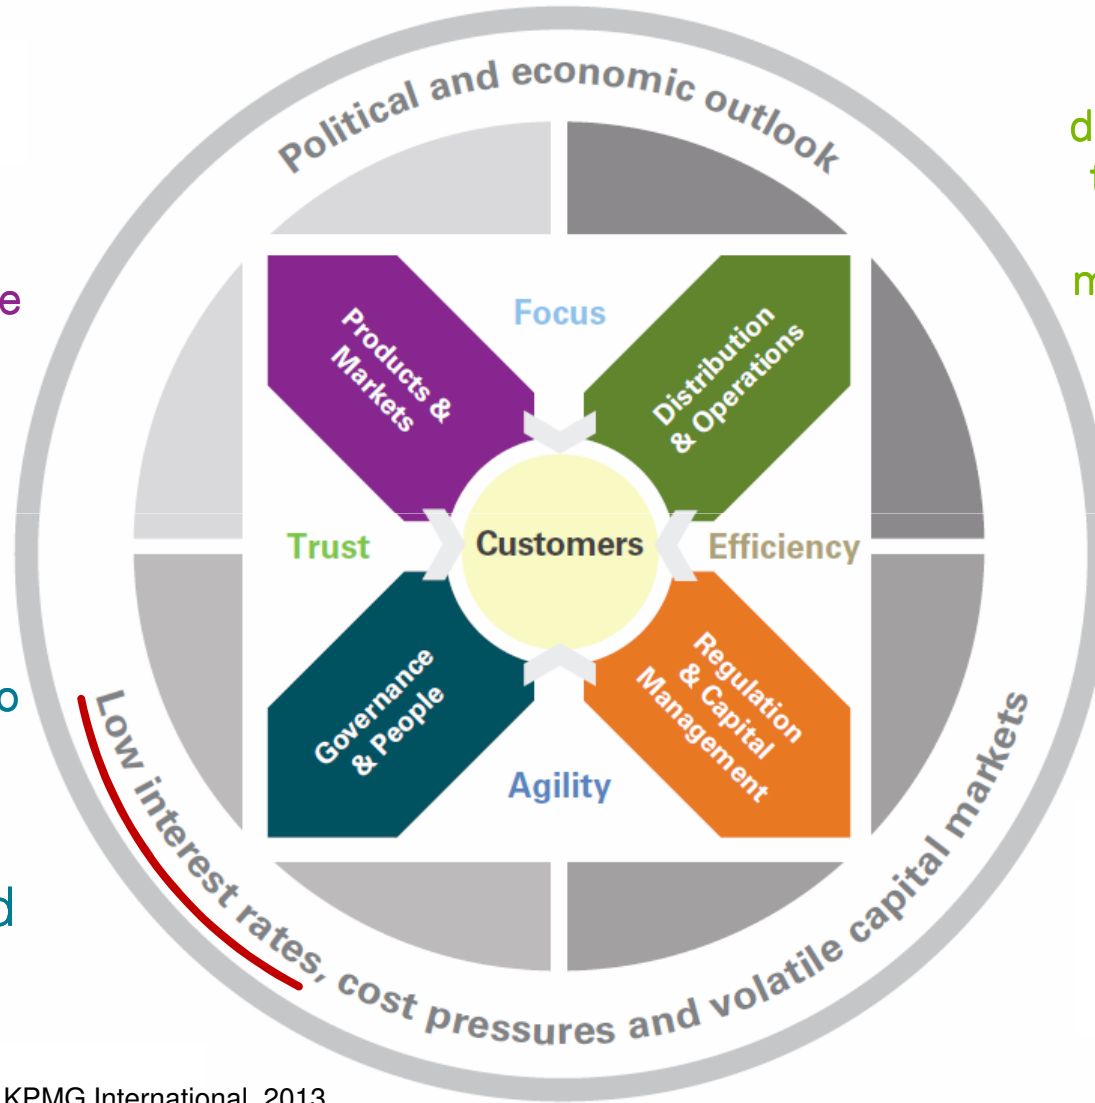 Political and economic outlook
Focus
Products &
Markets
Distribution
& Operations
Trust
Customers
Efficiency
Governance
& People
Regulation
& Capital
Management
Agility
Low interest rates, cost pressures and volatile capital markets
KPMG International, 2013